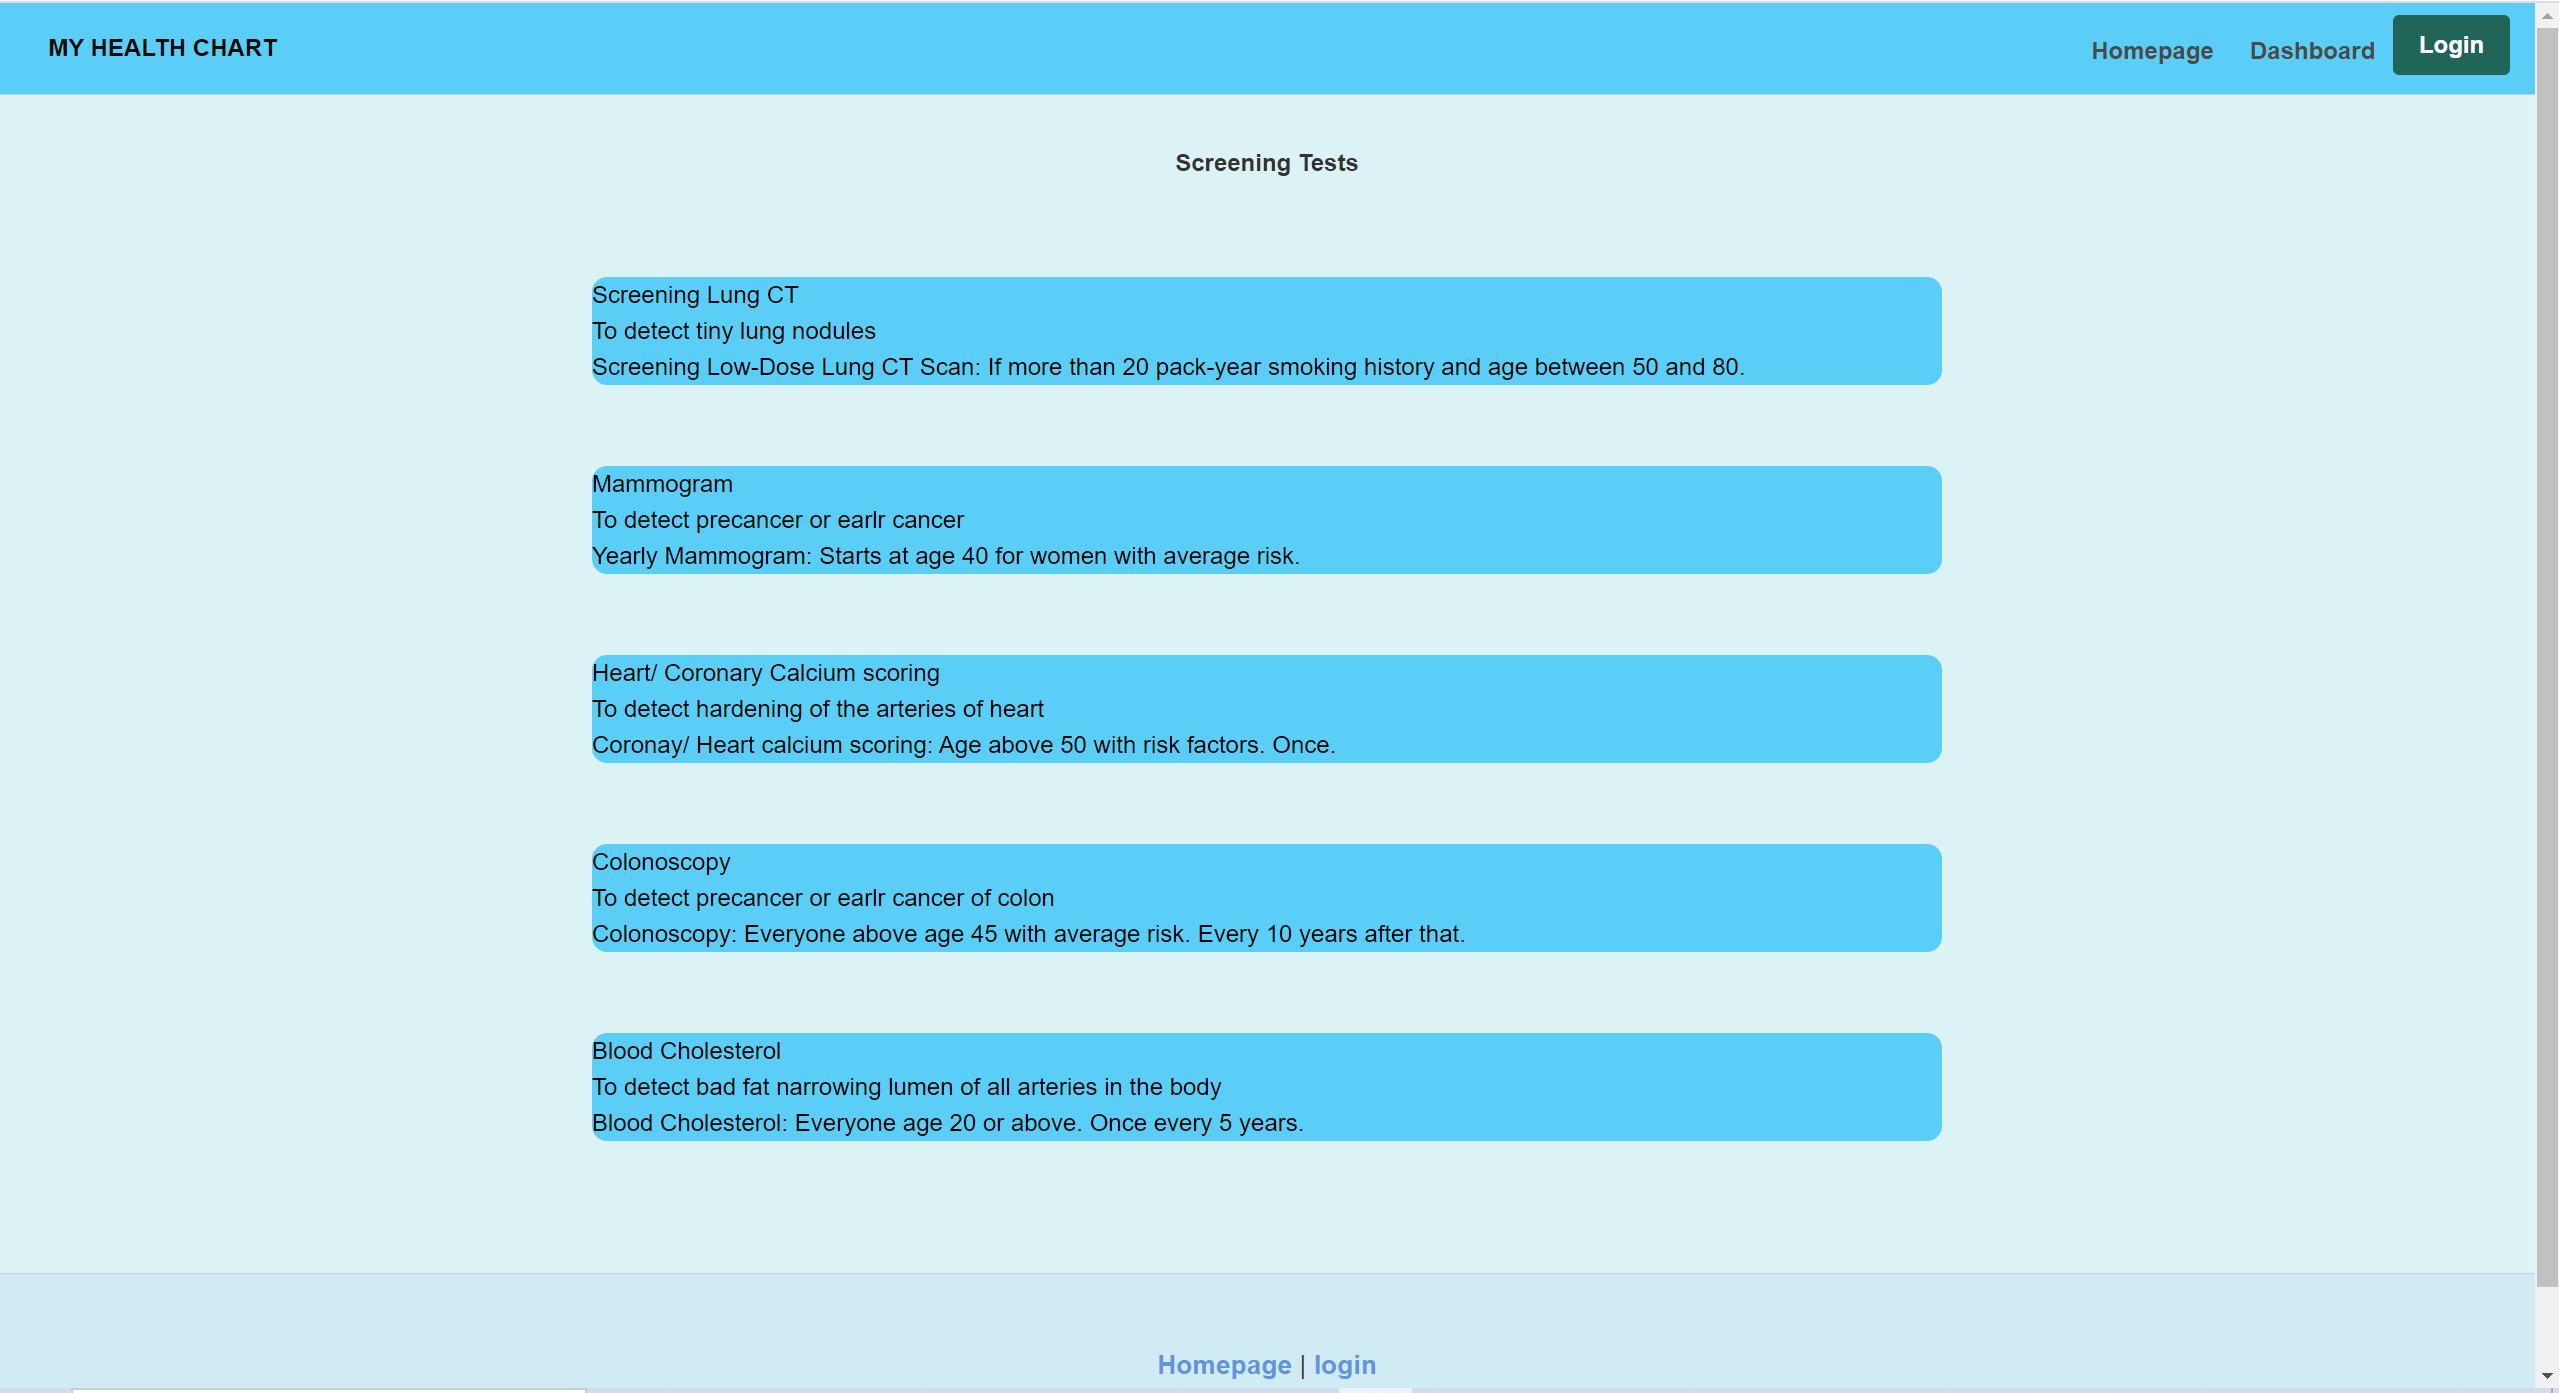 MY HEALTH CHART
Homepage Dashboard Login
Screening Tests
Screening Lung CT
To detect tiny lung nodules
Screening Low-Dose Lung CT Scan: If more than 20 pack-year smoking history and age between 50 and 80.
Mammogram
To detect precancer or earlr cancer
Yearly Mammogram: Starts at age 40 for women with average risk.
Heart/ Coronary Calcium scoring
To detect hardening of the arteries of heart
Coronay/ Heart calcium scoring: Age above 50 with risk factors. Once.
Colonoscopy
To detect precancer or earlr cancer of colon
Colonoscopy: Everyone above age 45 with average risk. Every 10 years after that.
Blood Cholesterol
To detect bad fat narrowing lumen of all arteries in the body
Blood Cholesterol: Everyone age 20 or above. Once every 5 years.
Homepage | login